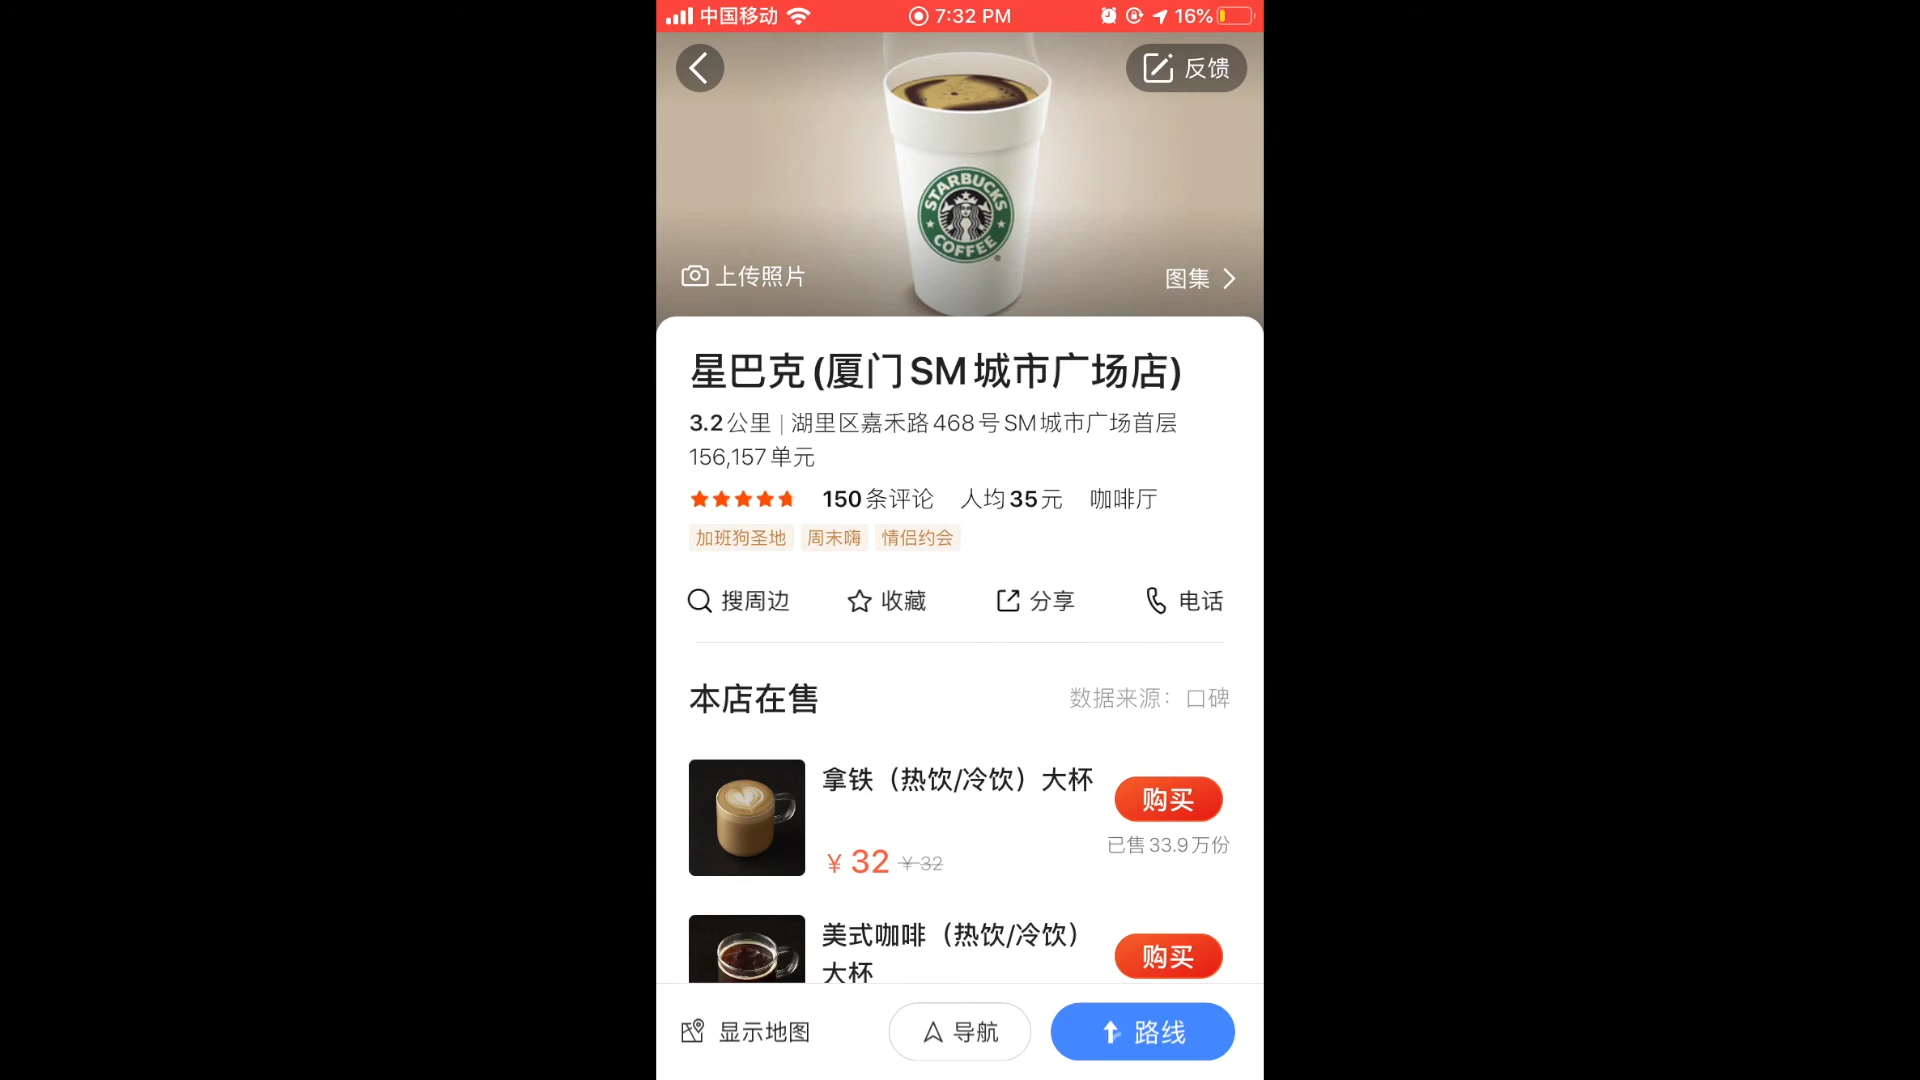 中国移动 7:32 PM 16%
反馈
STARBUCKS
COFFEE
上传照片 图集
星巴克(厦门SM城市广场店)
3.2公里 | 湖里区嘉禾路468号SM城市广场首层
156,157单元
150条评论 人均35元 咖啡厅
加班狗圣地 周末嗨 情侣约会
搜周边 收藏 分享 电话
本店在售 数据来源：口碑
拿铁（热饮/冷饮）大杯
购买
已售33.9万份
¥32 ¥32
美式咖啡（热饮/冷饮）
大杯
购买
显示地图 导航 路线